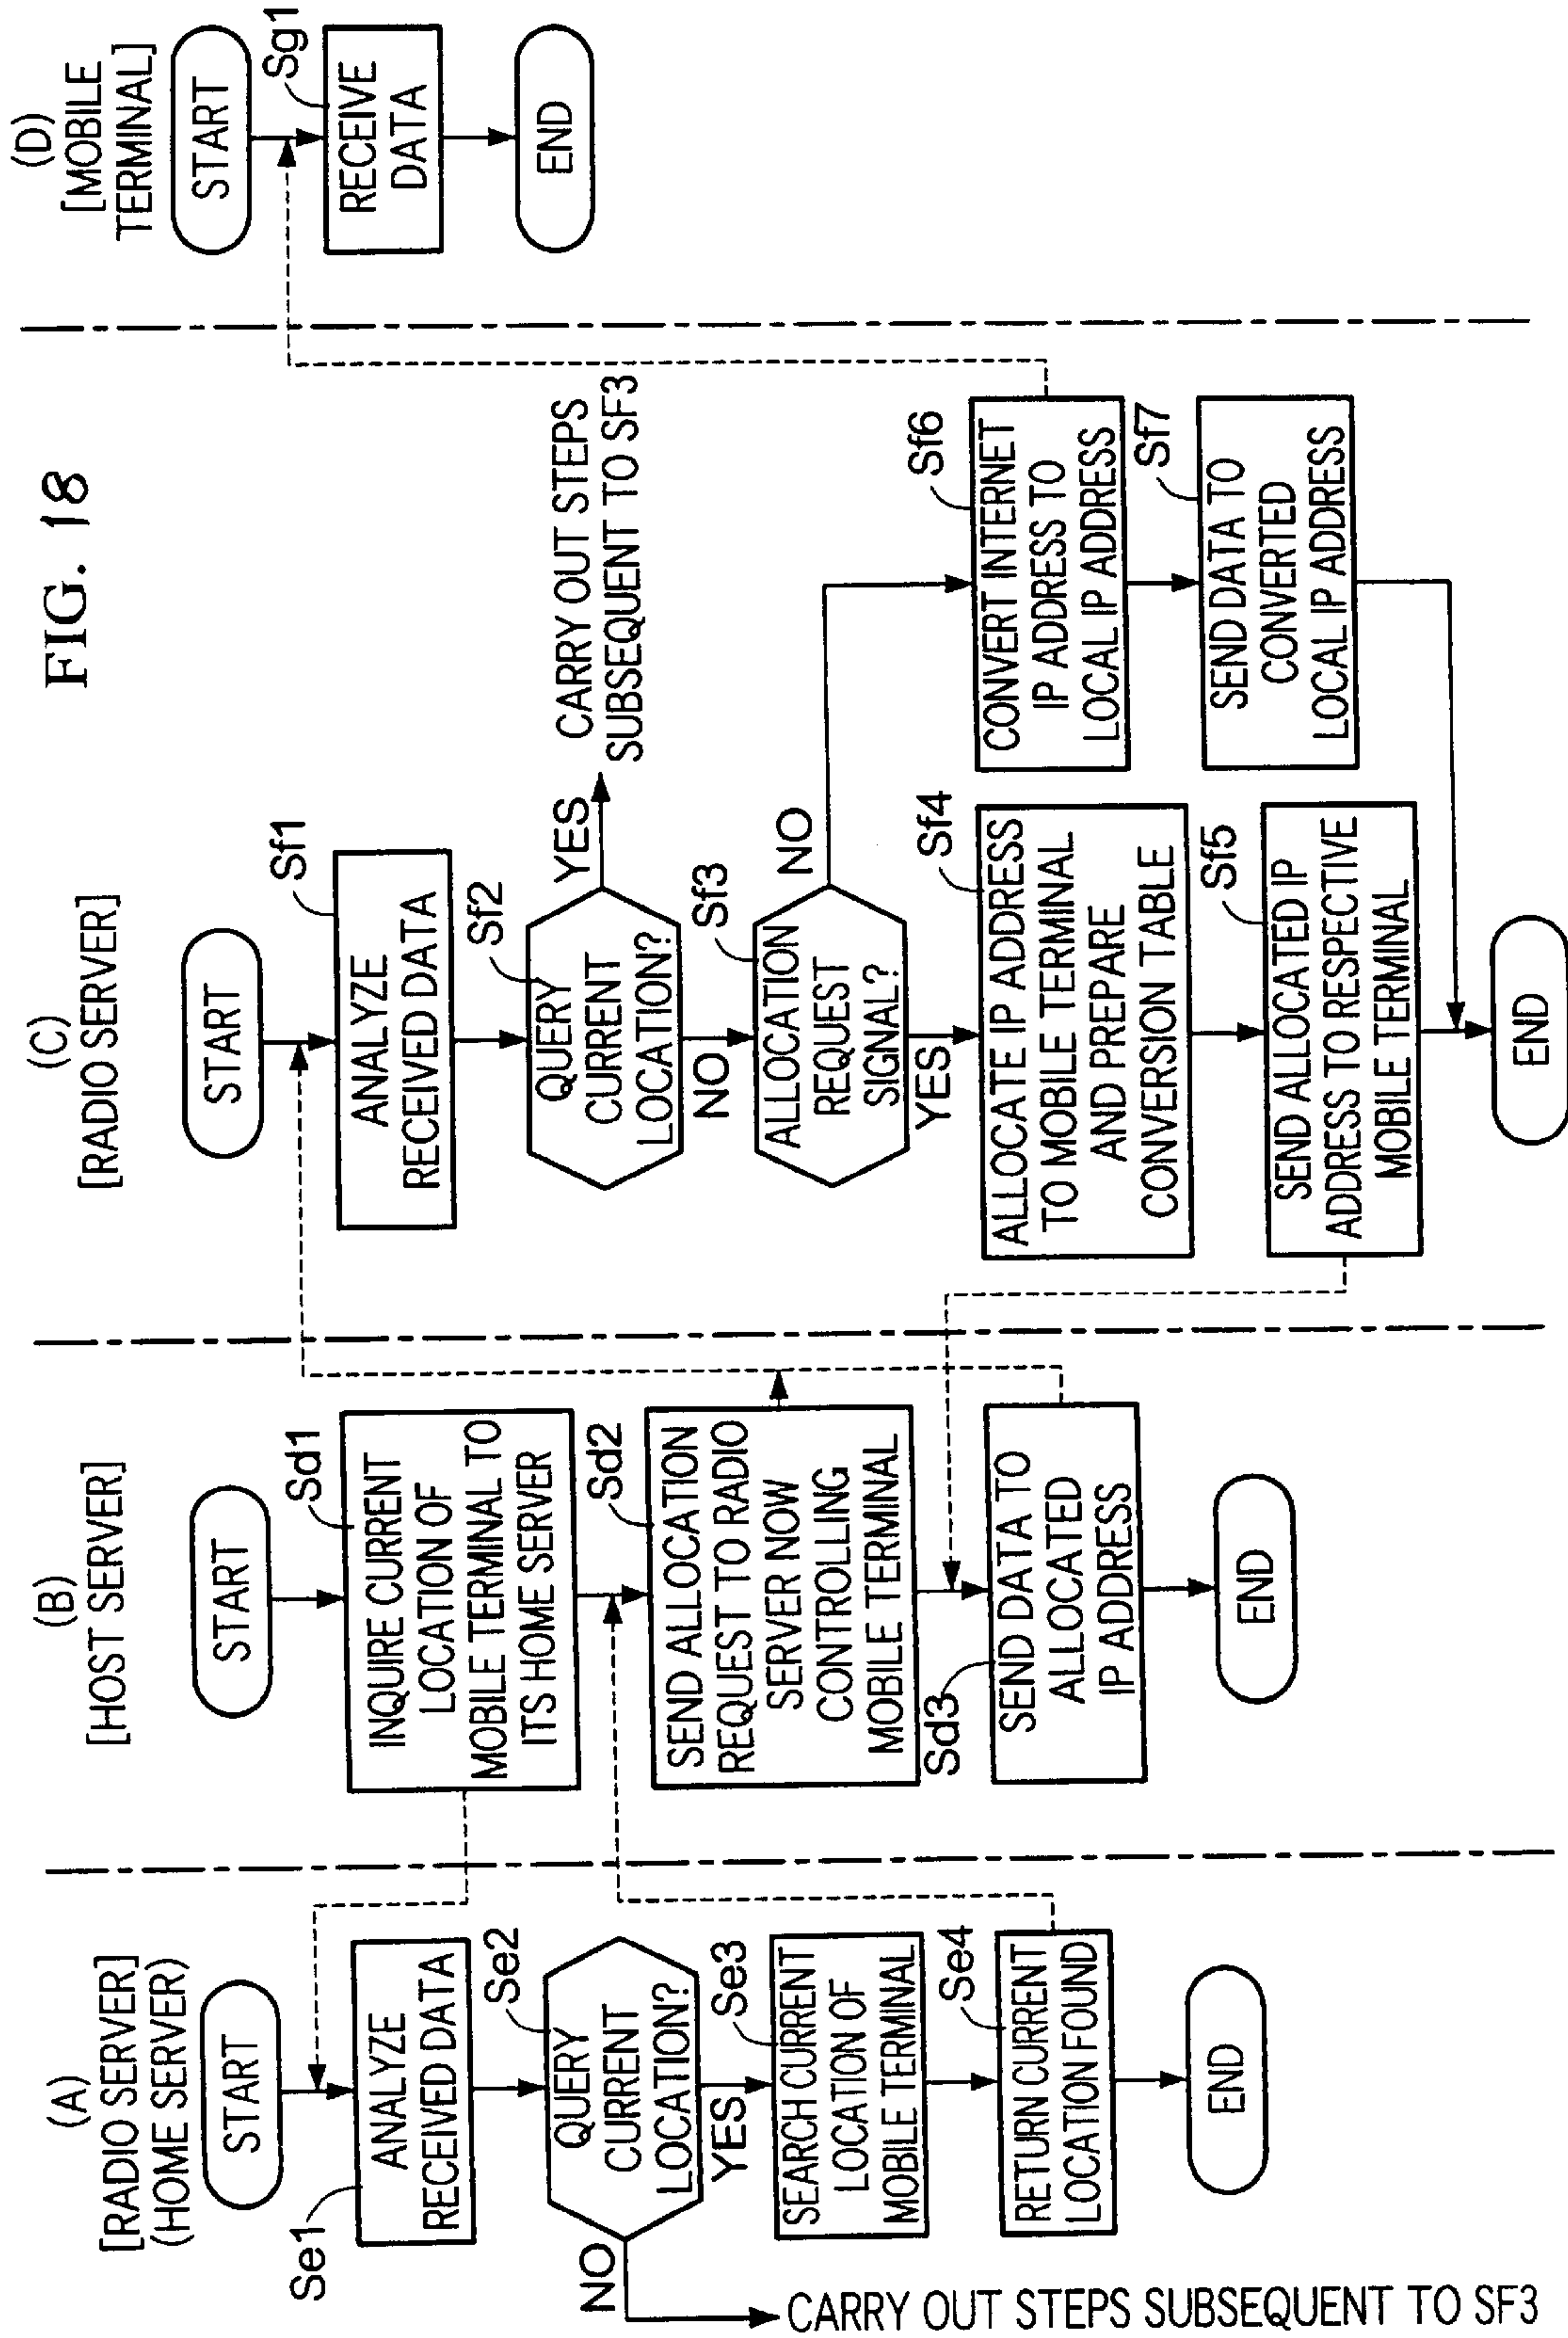 FIG. 18
(A)
[RADIO SERVER]
(HOME SERVER)
START
Se1
ANALYZE
RECEIVED DATA
Se2
QUERY
CURRENT
LOCATION?
NO
CARRY OUT STEPS SUBSEQUENT TO SF3
YES
Se3
SEARCH CURRENT
LOCATION OF
MOBILE TERMINAL
Se4
RETURN CURRENT
LOCATION FOUND
END
(B)
[HOST SERVER]
START
Sd1
INQUIRE CURRENT
LOCATION OF
MOBILE TERMINAL TO
ITS HOME SERVER
Sd2
SEND ALLOCATION
REQUEST TO RADIO
SERVER NOW
CONTROLLING
MOBILE TERMINAL
Sd3
SEND DATA TO
ALLOCATED
IP ADDRESS
END
(C)
[RADIO SERVER]
START
Sf1
ANALYZE
RECEIVED DATA
Sf2
QUERY
CURRENT
LOCATION?
YES
CARRY OUT STEPS
SUBSEQUENT TO SF3
NO
Sf3
ALLOCATION
REQUEST
SIGNAL?
NO
YES
Sf4
ALLOCATE IP ADDRESS
TO MOBILE TERMINAL
AND PREPARE
CONVERSION TABLE
Sf5
SEND ALLOCATED IP
ADDRESS TO RESPECTIVE
MOBILE TERMINAL
Sf6
CONVERT INTERNET
IP ADDRESS TO
LOCAL IP ADDRESS
Sf7
SEND DATA TO
CONVERTED
LOCAL IP ADDRESS
END
(D)
[MOBILE
TERMINAL]
START
Sg1
RECEIVE
DATA
END